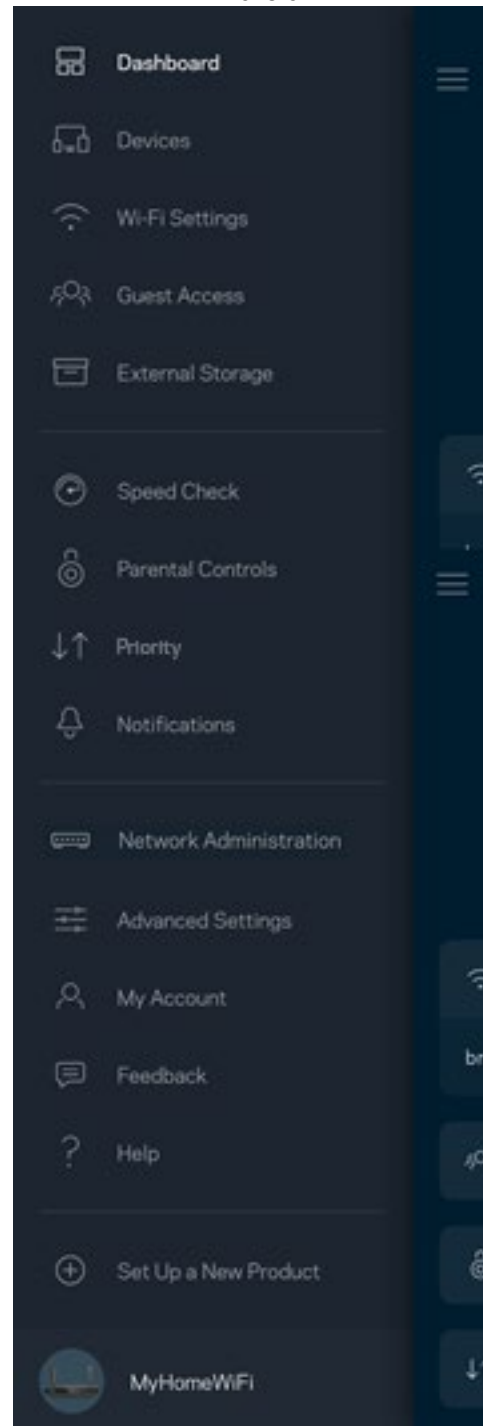 Dashboard
Devices
Wi-Fi Settings
Guest Access
External Storage
Speed Check
Parental Controls
Priority
Notifications
Network Administration
Advanced Settings
My Account
Feedback
? Help
Set Up a New Product
MyHomeWiFi
br